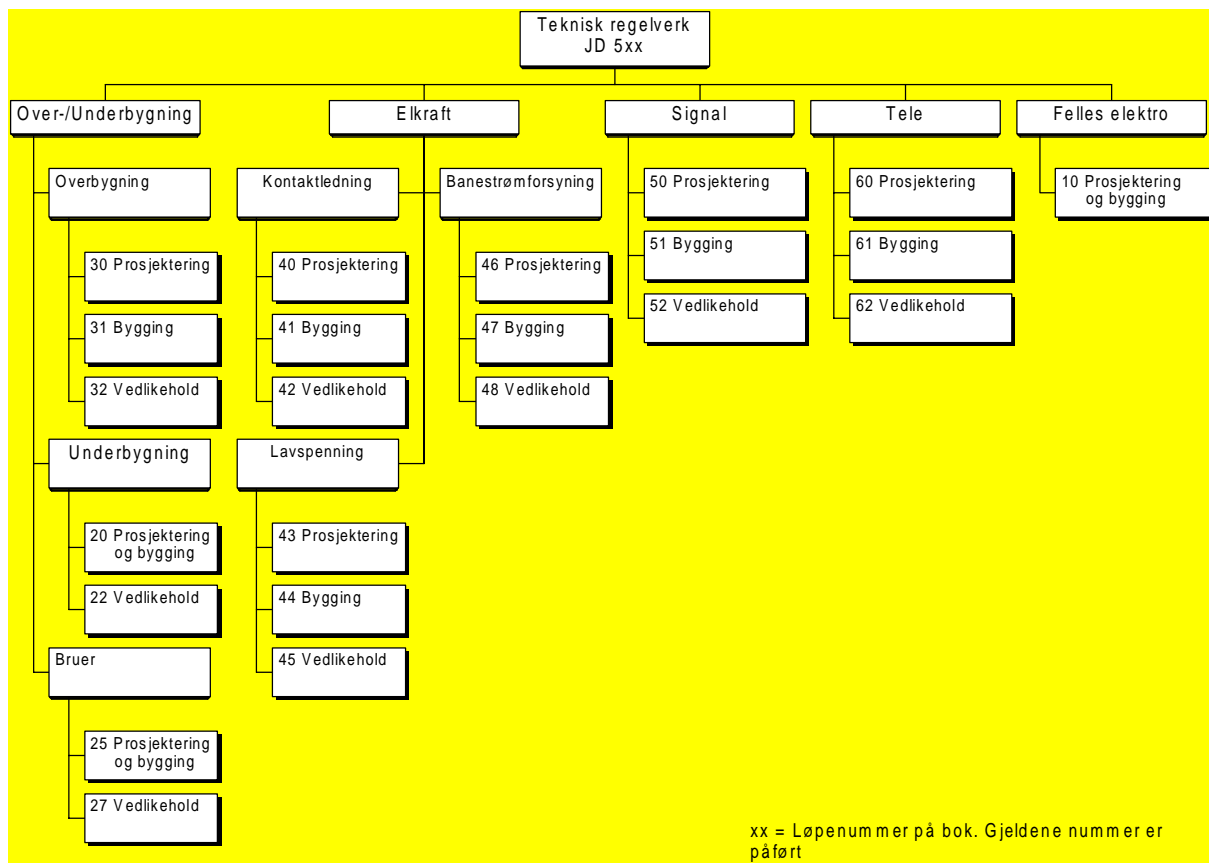 Teknisk regelverk
JD 5xx
Over-/Underbygning
Elkraft
Signal
Tele
Felles elektro
Overbygning
30 Prosjektering
31 Bygging
32 Vedlikehold
Underbygning
20 Prosjektering
og bygging
22 Vedlikehold
Bruer
25 Prosjektering
og bygging
27 Vedlikehold
Kontaktledning
40 Prosjektering
41 Bygging
42 Vedlikehold
Lavspenning
43 Prosjektering
44 Bygging
45 Vedlikehold
Banestrømforsyning
46 Prosjektering
47 Bygging
48 Vedlikehold
50 Prosjektering
51 Bygging
52 Vedlikehold
60 Prosjektering
61 Bygging
62 Vedlikehold
10 Prosjektering
og bygging
xx = Løpenummer på bok. Gjeldene nummer er
påført